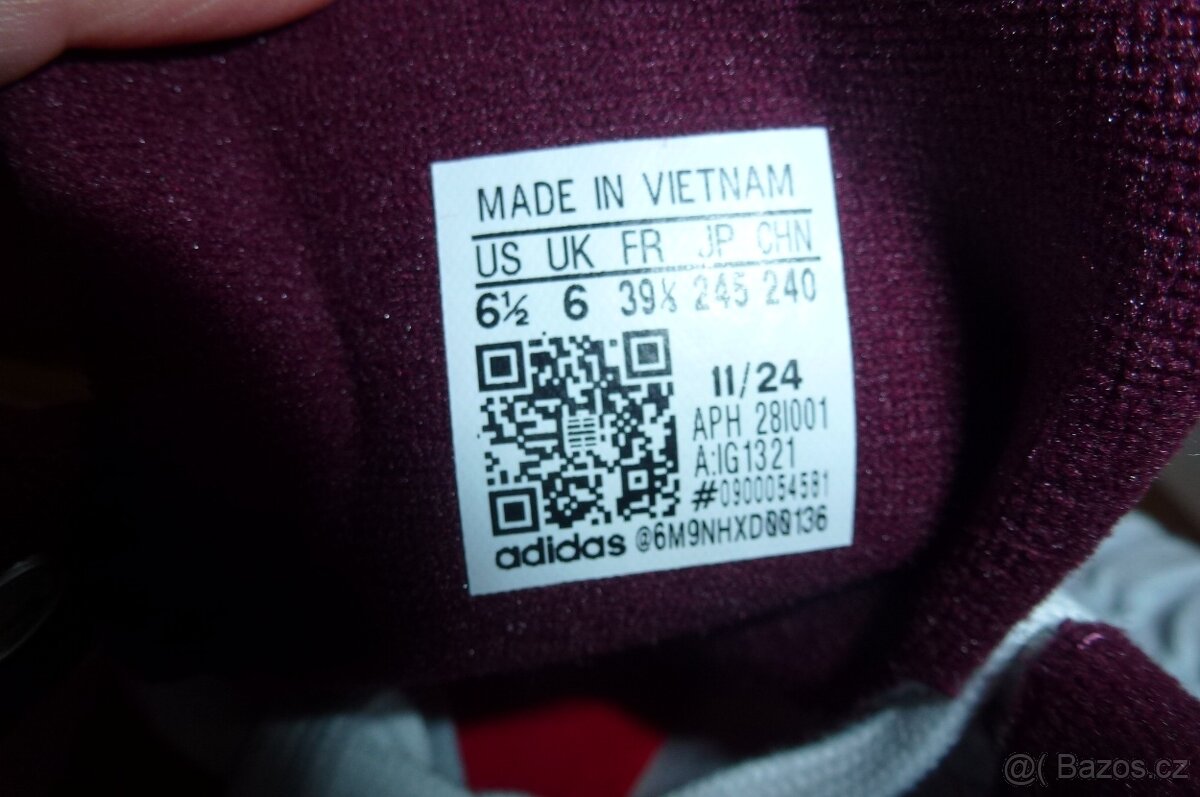 MADE IN VIETNAM
US UK FR JP CHN
6½ 6 39⅓ 245 240
11/24
APH 28I001
A:IG1321
#0900054581
adidas @6M9NHXD00136
@( Bazos.cz